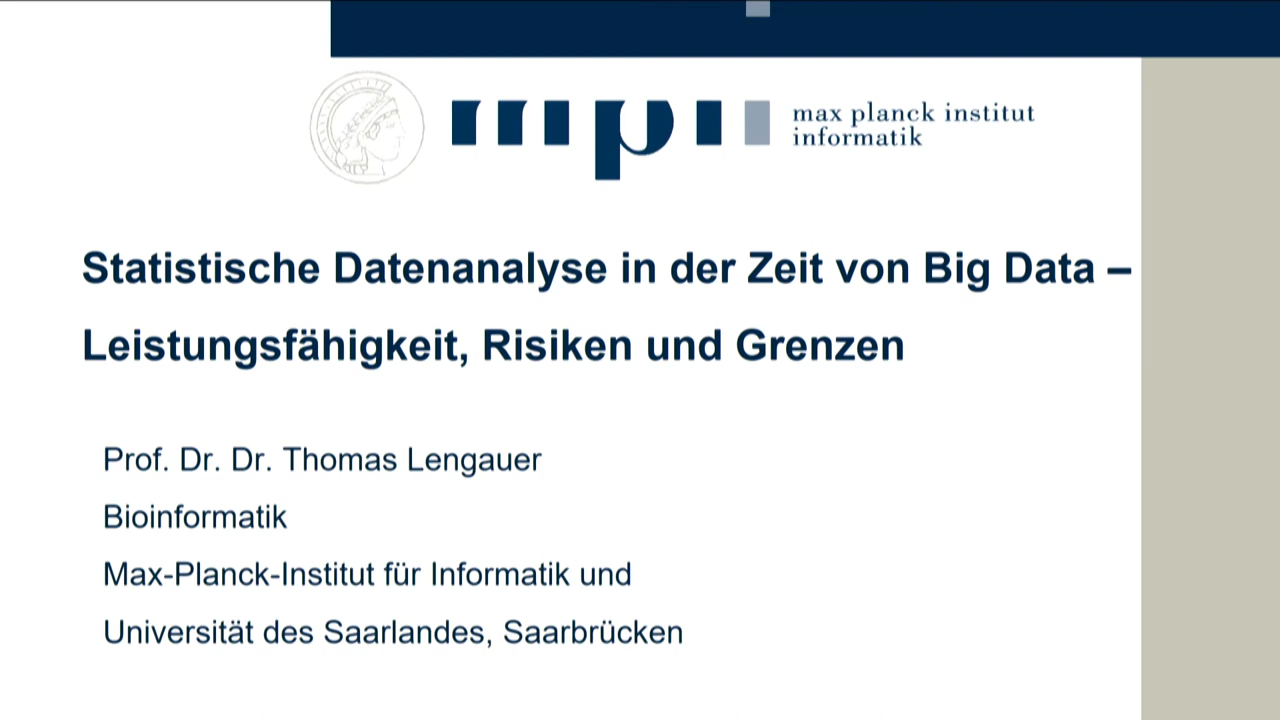 mpii
max planck institut
informatik
Statistische Datenanalyse in der Zeit von Big Data –
Leistungsfähigkeit, Risiken und Grenzen
Prof. Dr. Dr. Thomas Lengauer
Bioinformatik
Max-Planck-Institut für Informatik und
Universität des Saarlandes, Saarbrücken